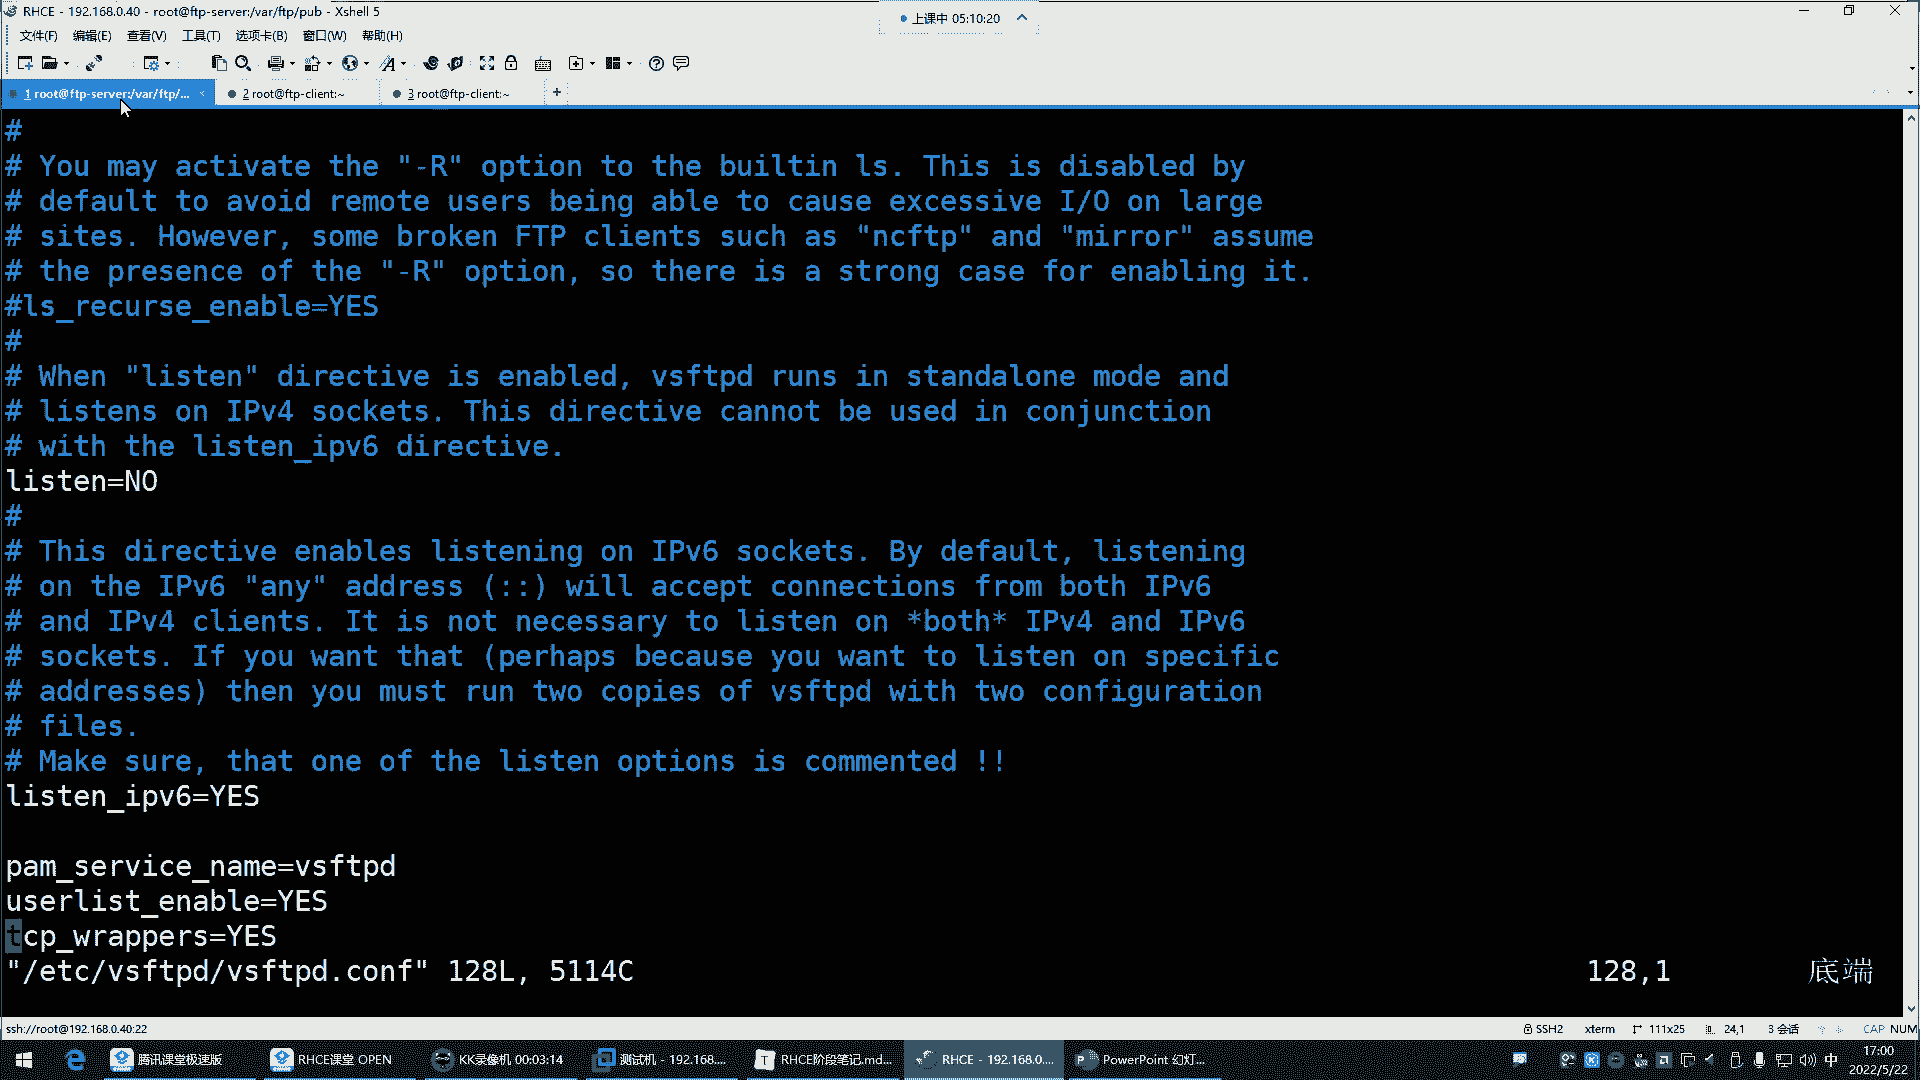 RHCE - 192.168.0.40 - root@ftp-server:/var/ftp/pub - Xshell 5
上课中 05:10:20
文件(F) 编辑(E) 查看(V) 工具(T) 选项卡(B) 窗口(W) 帮助(H)
1 root@ftp-server:/var/ftp/... × 2 root@ftp-client:~ 3 root@ftp-client:~ +
#
# You may activate the "-R" option to the builtin ls. This is disabled by
# default to avoid remote users being able to cause excessive I/O on large
# sites. However, some broken FTP clients such as "ncftp" and "mirror" assume
# the presence of the "-R" option, so there is a strong case for enabling it.
#ls_recurse_enable=YES
#
# When "listen" directive is enabled, vsftpd runs in standalone mode and
# listens on IPv4 sockets. This directive cannot be used in conjunction
# with the listen_ipv6 directive.
listen=NO
#
# This directive enables listening on IPv6 sockets. By default, listening
# on the IPv6 "any" address (::) will accept connections from both IPv6
# and IPv4 clients. It is not necessary to listen on *both* IPv4 and IPv6
# sockets. If you want that (perhaps because you want to listen on specific
# addresses) then you must run two copies of vsftpd with two configuration
# files.
# Make sure, that one of the listen options is commented !!
listen_ipv6=YES
pam_service_name=vsftpd
userlist_enable=YES
tcp_wrappers=YES
"/etc/vsftpd/vsftpd.conf" 128L, 5114C 128,1 底端
ssh://root@192.168.0.40:22 SSH2 xterm 111x25 24,1 3 会话 CAP NUM
腾讯课堂极速版 RHCE课堂 OPEN KK录像机 00:03:14 测试机 - 192.168.... RHCE阶段笔记.md... RHCE - 192.168.0.... PowerPoint 幻灯... 中 17:00
2022/5/22